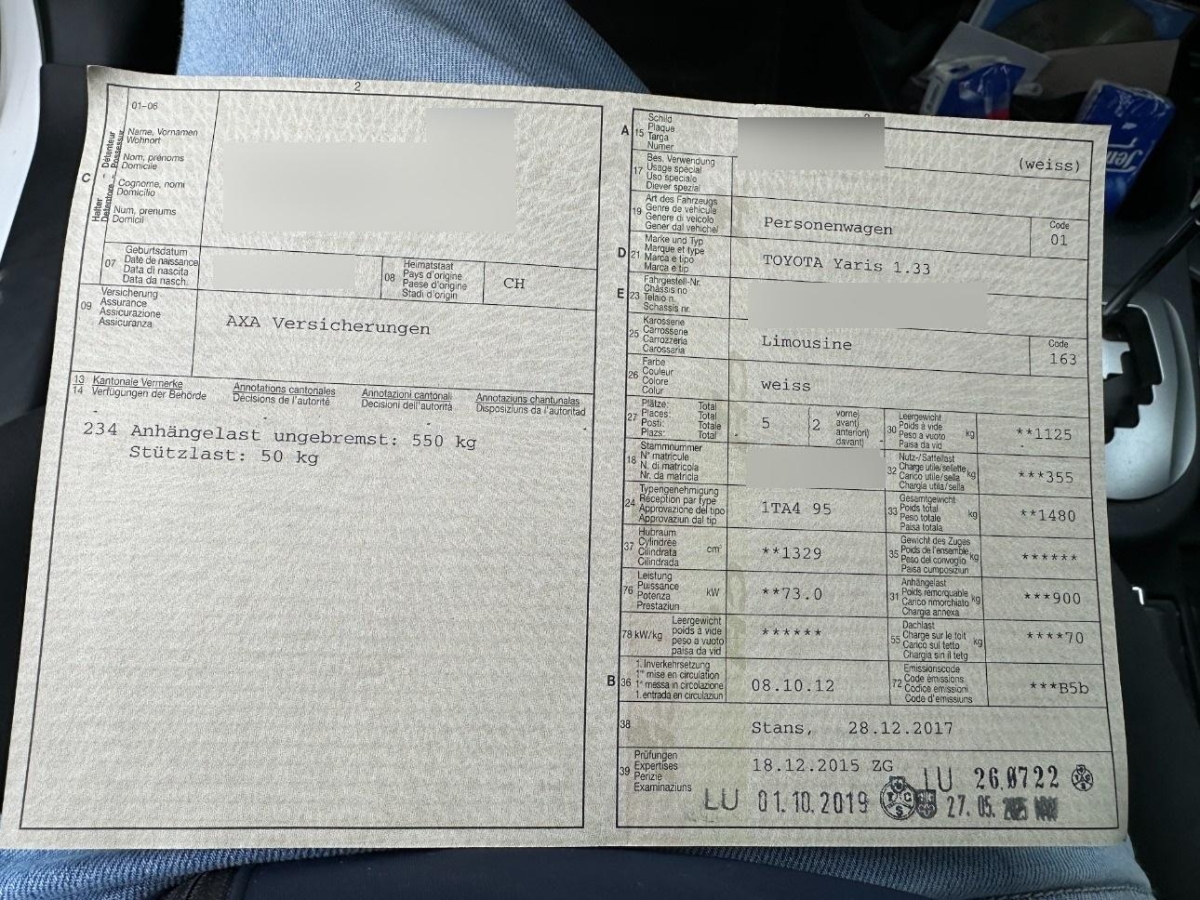 2
01-06
C
Halter Détenteur
Detentore Possessur
Name, Vornamen
Wohnort
Nom, prénoms
Domicile
Cognome, nomi
Domicilio
Num, prenums
Domicil
07
Geburtsdatum
Date de naissance
Data di nascita
Data da nasch.
08
Heimatstaat
Pays d'origine
Paese d'origine
Stadi d'origin
CH
09
Versicherung
Assurance
Assicurazione
Assicuranza
AXA Versicherungen
13 Kantonale Vermerke Annotations cantonales Annotazioni cantonali Annotaziuns chantunalas
14 Verfügungen der Behörde Décisions de l'autorité Decisioni dell'autorità Disposiziuns da l'autoritad
234 Anhängelast ungebremst: 550 kg
Stützlast: 50 kg
A
15
Schild
Plaque
Targa
Numer
(weiss)
17
Bes. Verwendung
Usage spécial
Uso speciale
Diever spezial
19
Art des Fahrzeugs
Genre de véhicule
Genere di veicolo
Gener dal vehichel
Personenwagen
Code
01
D
21
Marke und Typ
Marque et type
Marca e tipo
Marca e tip
TOYOTA Yaris 1.33
E
23
Fahrgestell-Nr.
Châssis no
Telaio n.
Schassis nr.
25
Karosserie
Carrosserie
Carrozzeria
Carossaria
Limousine
Code
163
26
Farbe
Couleur
Colore
Colur
weiss
27
Plätze: Total
Places: Total
Posti: Totale
Plazs: Total
5
2
vorne)
avant)
anteriori)
davant)
30
Leergewicht
Poids à vide
Peso a vuoto
Paisa da vid
kg
**1125
18
Stammnummer
N° matricule
N. di matricola
Nr. da matricla
32
Nutz-/Sattellast
Charge utile/sellette
Carico utile/sella
Chargia utila/sella
kg
***355
24
Typengenehmigung
Réception par type
Approvazione del tipo
Approvaziun dal tip
1TA4 95
33
Gesamtgewicht
Poids total
Peso totale
Paisa totala
kg
**1480
37
Hubraum
Cylindrée
Cilindrata
Cilindrada
cm³
**1329
35
Gewicht des Zuges
Poids de l'ensemble
Peso del convoglio
Paisa cumposiziun
kg
******
76
Leistung
Puissance
Potenza
Prestaziun
kW
**73.0
31
Anhängelast
Poids remorquable
Carico rimorchiato
Chargia annexa
kg
***900
78 kW/kg
Leergewicht
poids à vide
peso a vuoto
paisa da vid
******
55
Dachlast
Charge sur le toit
Carico sul tetto
Chargia sin il tetg
kg
****70
B
36
1. Inverkehrsetzung
1re mise en circulation
1a messa in circolazione
1. entrada en circulaziun
08.10.12
72
Emissionscode
Code émissions
Codice emissioni
Code d'emissiuns
***B5b
38
Stans, 28.12.2017
39
Prüfungen
Expertises
Perizie
Examinaziuns
18.12.2015 ZG
LU 26.0722
LU 01.10.2019
TCS
27. 05. 2025